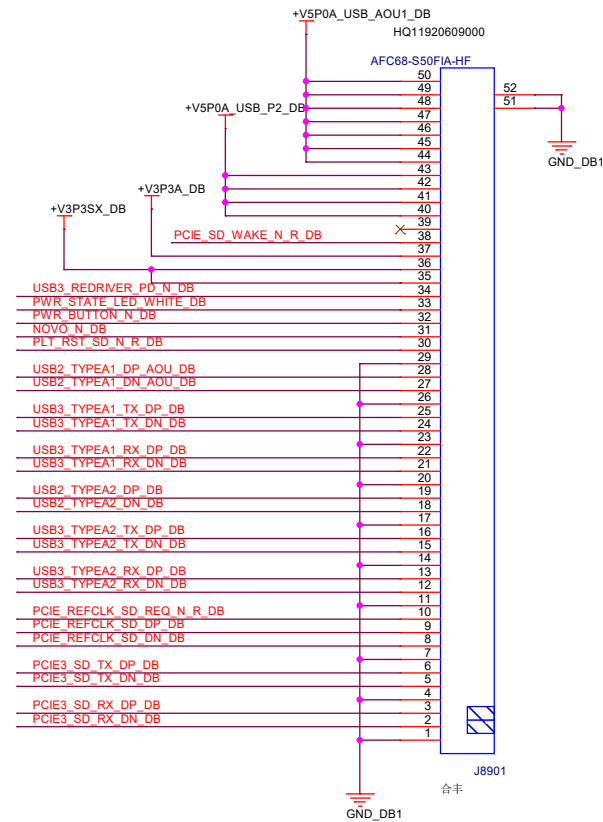 +V5P0A_USB_AOU1_DB
HQ11920609000
AFC68-S50FIA-HF
50
49
52
48
51
+V5P0A_USB_P2_DB
47
46
45
44
GND_DB1
43
42
+V3P3A_DB
41
40
+V3P3SX_DB
39
PCIE_SD_WAKE_N_R_DB
38
37
36
35
USB3_REDRIVER_PD_N_DB
34
PWR_STATE_LED_WHITE_DB
33
PWR_BUTTON_N_DB
32
NOVO_N_DB
31
PLT_RST_SD_N_R_DB
30
29
USB2_TYPEA1_DP_AOU_DB
28
USB2_TYPEA1_DN_AOU_DB
27
26
USB3_TYPEA1_TX_DP_DB
25
USB3_TYPEA1_TX_DN_DB
24
23
USB3_TYPEA1_RX_DP_DB
22
USB3_TYPEA1_RX_DN_DB
21
20
USB2_TYPEA2_DP_DB
19
USB2_TYPEA2_DN_DB
18
17
USB3_TYPEA2_TX_DP_DB
16
USB3_TYPEA2_TX_DN_DB
15
14
USB3_TYPEA2_RX_DP_DB
13
USB3_TYPEA2_RX_DN_DB
12
11
PCIE_REFCLK_SD_REQ_N_R_DB
10
PCIE_REFCLK_SD_DP_DB
9
PCIE_REFCLK_SD_DN_DB
8
7
PCIE3_SD_TX_DP_DB
6
PCIE3_SD_TX_DN_DB
5
4
PCIE3_SD_RX_DP_DB
3
PCIE3_SD_RX_DN_DB
2
1
J8901
合丰
GND_DB1